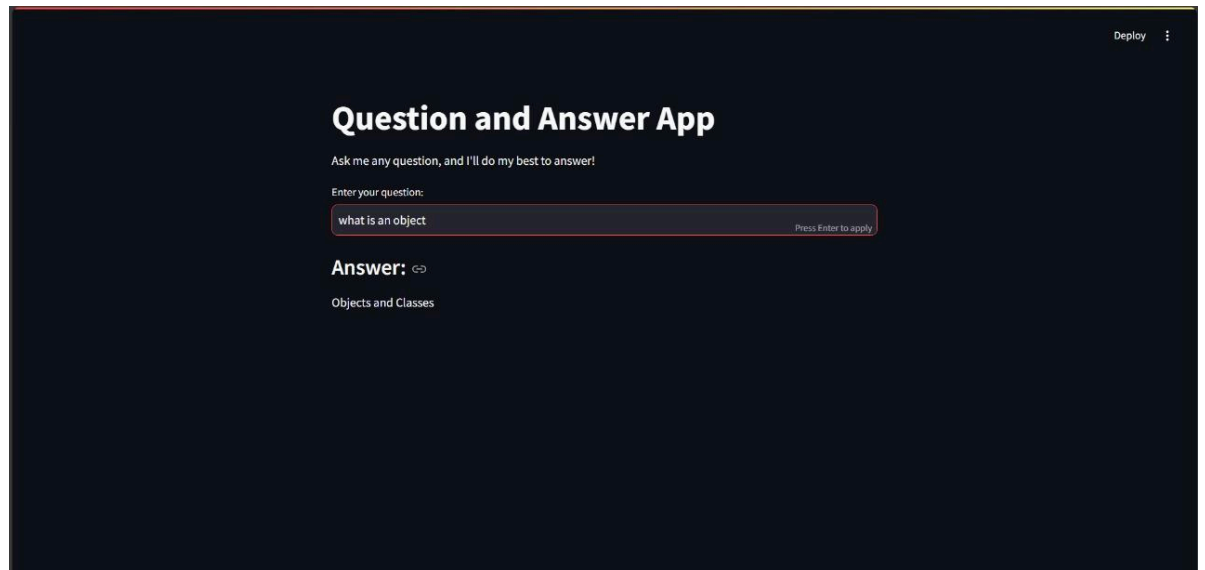 Deploy
Question and Answer App
Ask me any question, and I'll do my best to answer!
Enter your question:
what is an object
Press Enter to apply
Answer:
Objects and Classes